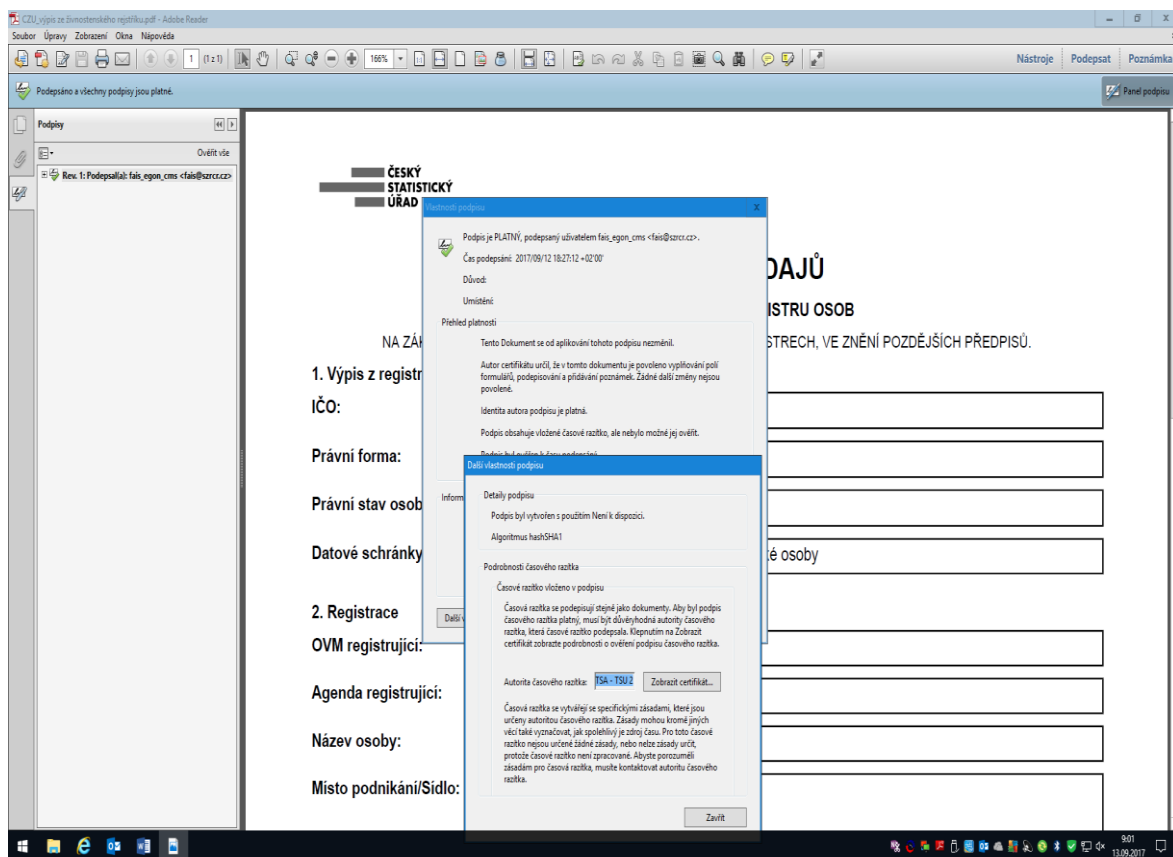 CZU_výpis ze živnostenského rejstříku.pdf - Adobe Reader
Soubor Úpravy Zobrazení Okna Nápověda
1 (1 z 1) 166% Nástroje Podepsat Poznámka
Podepsáno a všechny podpisy jsou platné. Panel podpisu
Podpisy
Ověřit vše
Rev. 1: Podepsal(a): fais_egon_cms <fais@szrcr.cz>
ČESKÝ
STATISTICKÝ
ÚŘAD
DAJŮ
ISTRU OSOB
NA ZÁK STRECH, VE ZNĚNÍ POZDĚJŠÍCH PŘEDPISŮ.
1. Výpis z registr
IČO:
Právní forma:
Právní stav osob
Datové schránky é osoby
2. Registrace
OVM registrující:
Agenda registrující:
Název osoby:
Místo podnikání/Sídlo:
Vlastnosti podpisu
Podpis je PLATNÝ, podepsaný uživatelem fais_egon_cms <fais@szrcr.cz>.
Čas podepsání: 2017/09/12 18:27:12 +02'00'
Důvod:
Umístění:
Přehled platnosti
Tento Dokument se od aplikování tohoto podpisu nezměnil.
Autor certifikátu určil, že v tomto dokumentu je povoleno vyplňování polí
formulářů, podepisování a přidávání poznámek. Žádné další změny nejsou
povolené.
Identita autora podpisu je platná.
Podpis obsahuje vložené časové razítko, ale nebylo možné jej ověřit.
Podpis byl ověřen k času podepsání.
Inform
Další v
Další vlastnosti podpisu
Detaily podpisu
Podpis byl vytvořen s použitím Není k dispozici.
Algoritmus hashSHA1
Podrobnosti časového razítka
Časové razítko vloženo v podpisu
Časová razítka se podepisují stejné jako dokumenty. Aby byl podpis
časového razítka platný, musí být důvěryhodná autority časového
razítka, která časové razítko podepsala. Klepnutím na Zobrazit
certifikát zobrazte podrobnosti o ověření podpisu časového razítka.
Autorita časového razítka: TSA - TSU 2 Zobrazit certifikát...
Časová razítka se vytvářejí se specifickými zásadami, které jsou
určeny autoritou časového razítka. Zásady mohou kromě jiných
věcí také vyznačovat, jak spolehlivý je zdroj času. Pro toto časové
razítko nejsou určené žádné zásady, nebo nelze zásady určit,
protože časové razítko není zpracované. Abyste porozuměli
zásadám pro časová razítka, musíte kontaktovat autoritu časového
razítka.
Zavřít
9:01
13.09.2017